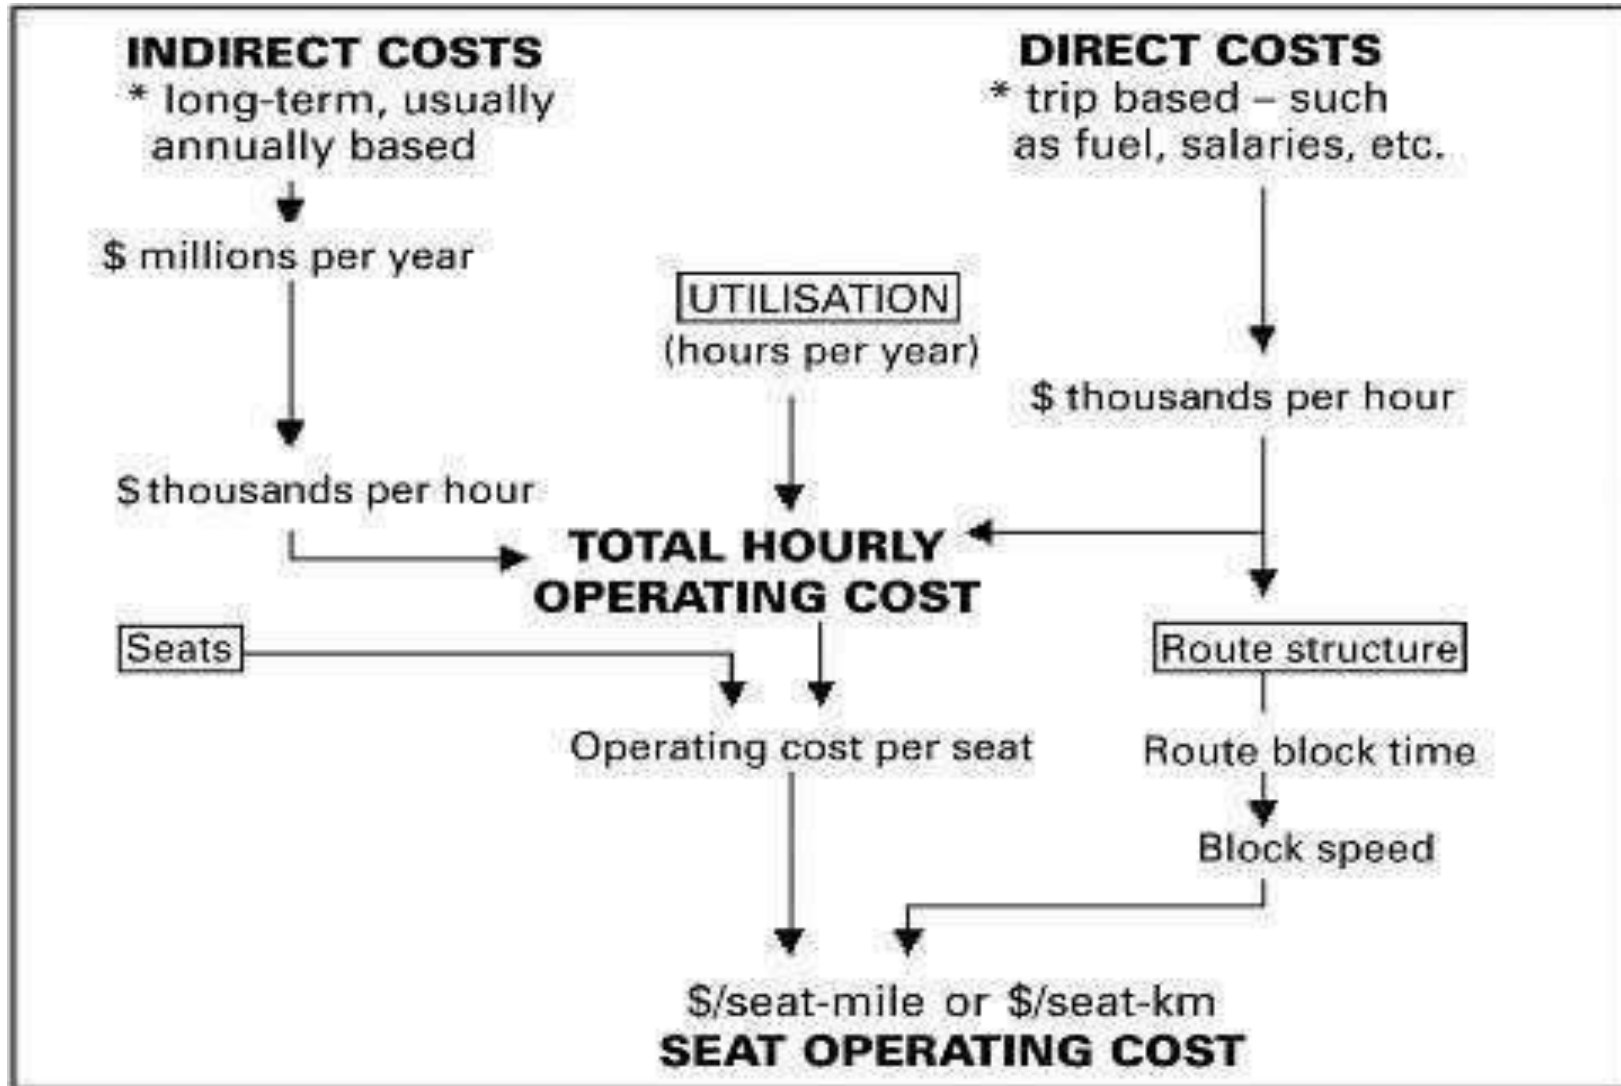 INDIRECT COSTS
* long-term, usually
annually based
$ millions per year
$ thousands per hour
DIRECT COSTS
* trip based – such
as fuel, salaries, etc.
$ thousands per hour
UTILISATION
(hours per year)
TOTAL HOURLY
OPERATING COST
Seats
Route structure
Operating cost per seat
Route block time
Block speed
$/seat-mile or $/seat-km
SEAT OPERATING COST